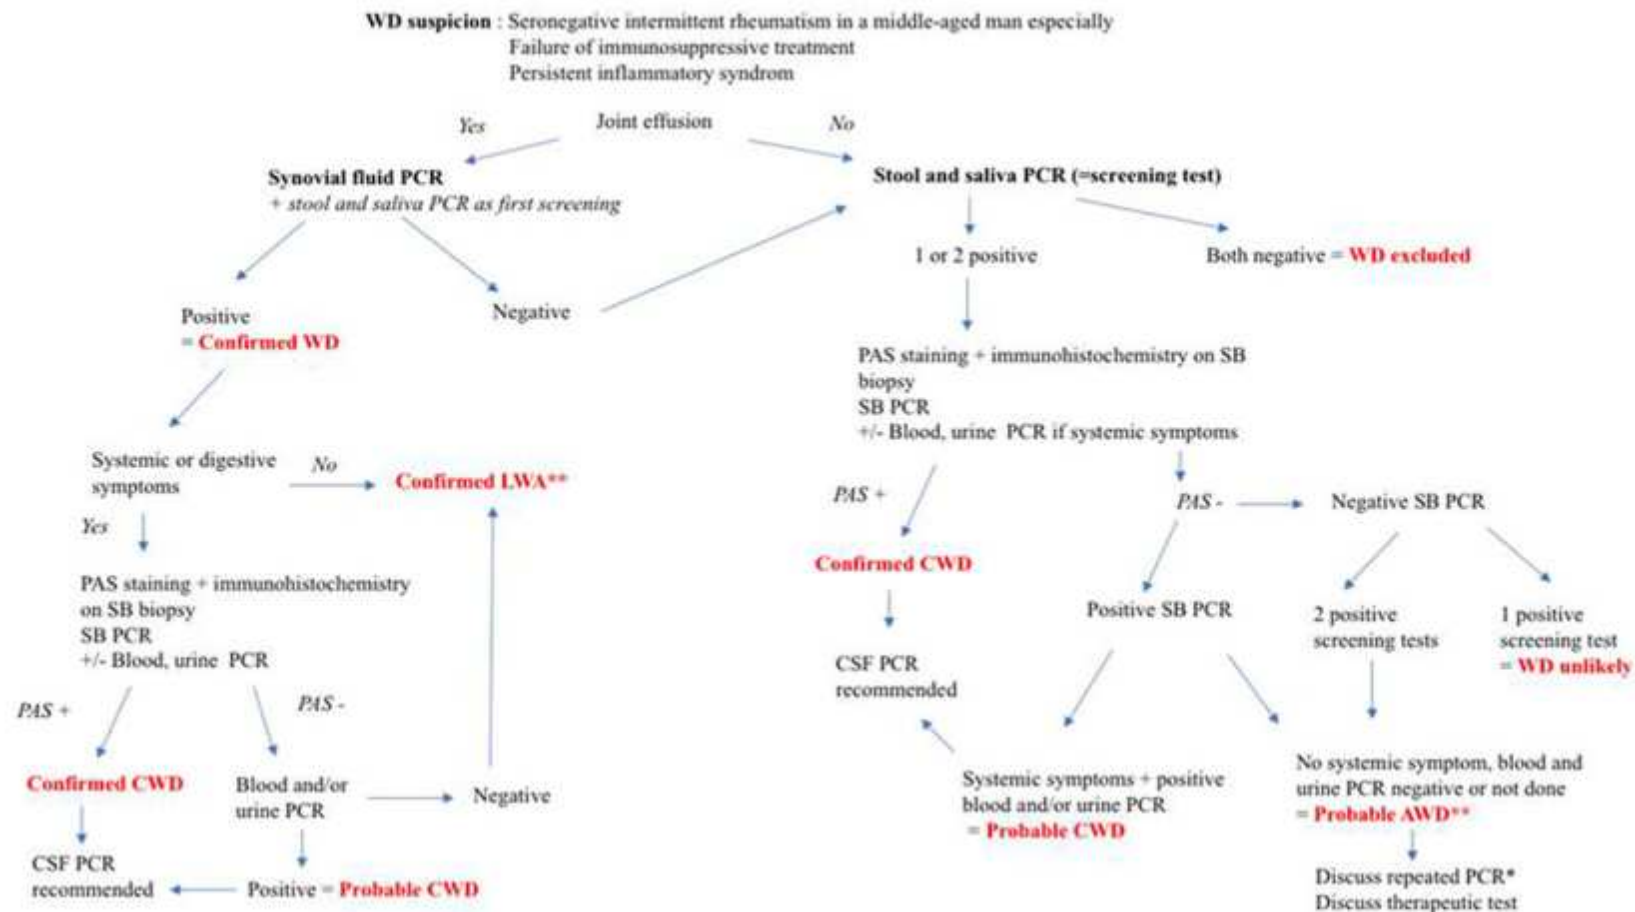 WD suspicion : Seronegative intermittent rheumatism in a middle-aged man especially
Failure of immunosuppressive treatment
Persistent inflammatory syndrom
Yes
Joint effusion
No
Synovial fluid PCR
+ stool and saliva PCR as first screening
Stool and saliva PCR (=screening test)
1 or 2 positive
Both negative = WD excluded
Positive
= Confirmed WD
Negative
PAS staining + immunohistochemistry on SB
biopsy
SB PCR
+/- Blood, urine PCR if systemic symptoms
Systemic or digestive
symptoms
No
Confirmed LWA**
Yes
PAS +
PAS -
Negative SB PCR
Confirmed CWD
PAS staining + immunohistochemistry
on SB biopsy
SB PCR
+/- Blood, urine PCR
Positive SB PCR
2 positive
screening tests
1 positive
screening test
= WD unlikely
CSF PCR
recommended
PAS +
PAS -
Confirmed CWD
Blood and/or
urine PCR
Negative
Systemic symptoms + positive
blood and/or urine PCR
= Probable CWD
No systemic symptom, blood and
urine PCR negative or not done
= Probable AWD**
CSF PCR
recommended
Positive = Probable CWD
Discuss repeated PCR*
Discuss therapeutic test